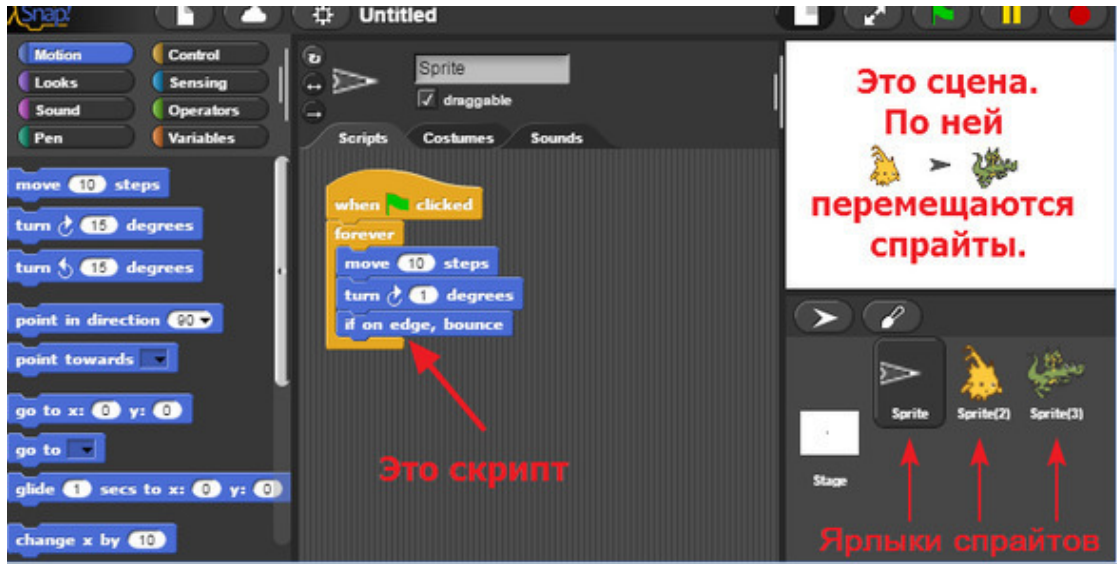 Snap!
Untitled
Motion Control
Looks Sensing
Sound Operators
Pen Variables
move 10 steps
turn 15 degrees
turn 15 degrees
point in direction 90
point towards
go to x: 0 y: 0
go to
glide 1 secs to x: 0 y: 0
change x by 10
Sprite
draggable
Scripts Costumes Sounds
when clicked
forever
move 10 steps
turn 1 degrees
if on edge, bounce
Это скрипт
Это сцена.
По ней
перемещаются
спрайты.
Sprite Sprite(2) Sprite(3)
Stage
Ярлыки спрайтов